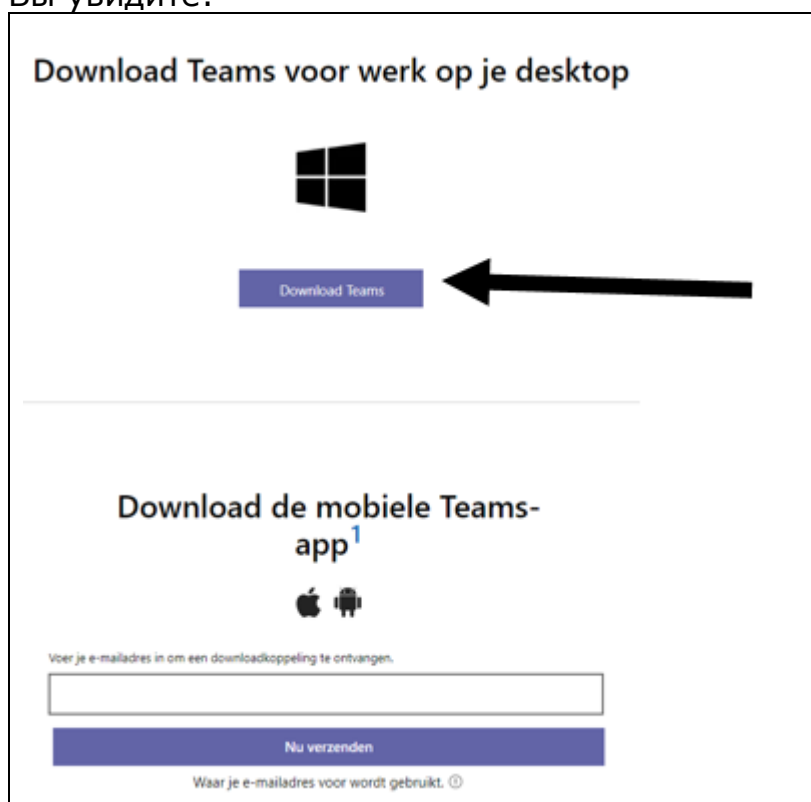 Вы увидите:
Download Teams voor werk op je desktop
Download Teams
Download de mobiele Teams-
app1
Voer je e-mailadres in om een downloadkoppeling te ontvangen.
Nu verzenden
Waar je e-mailadres voor wordt gebruikt.